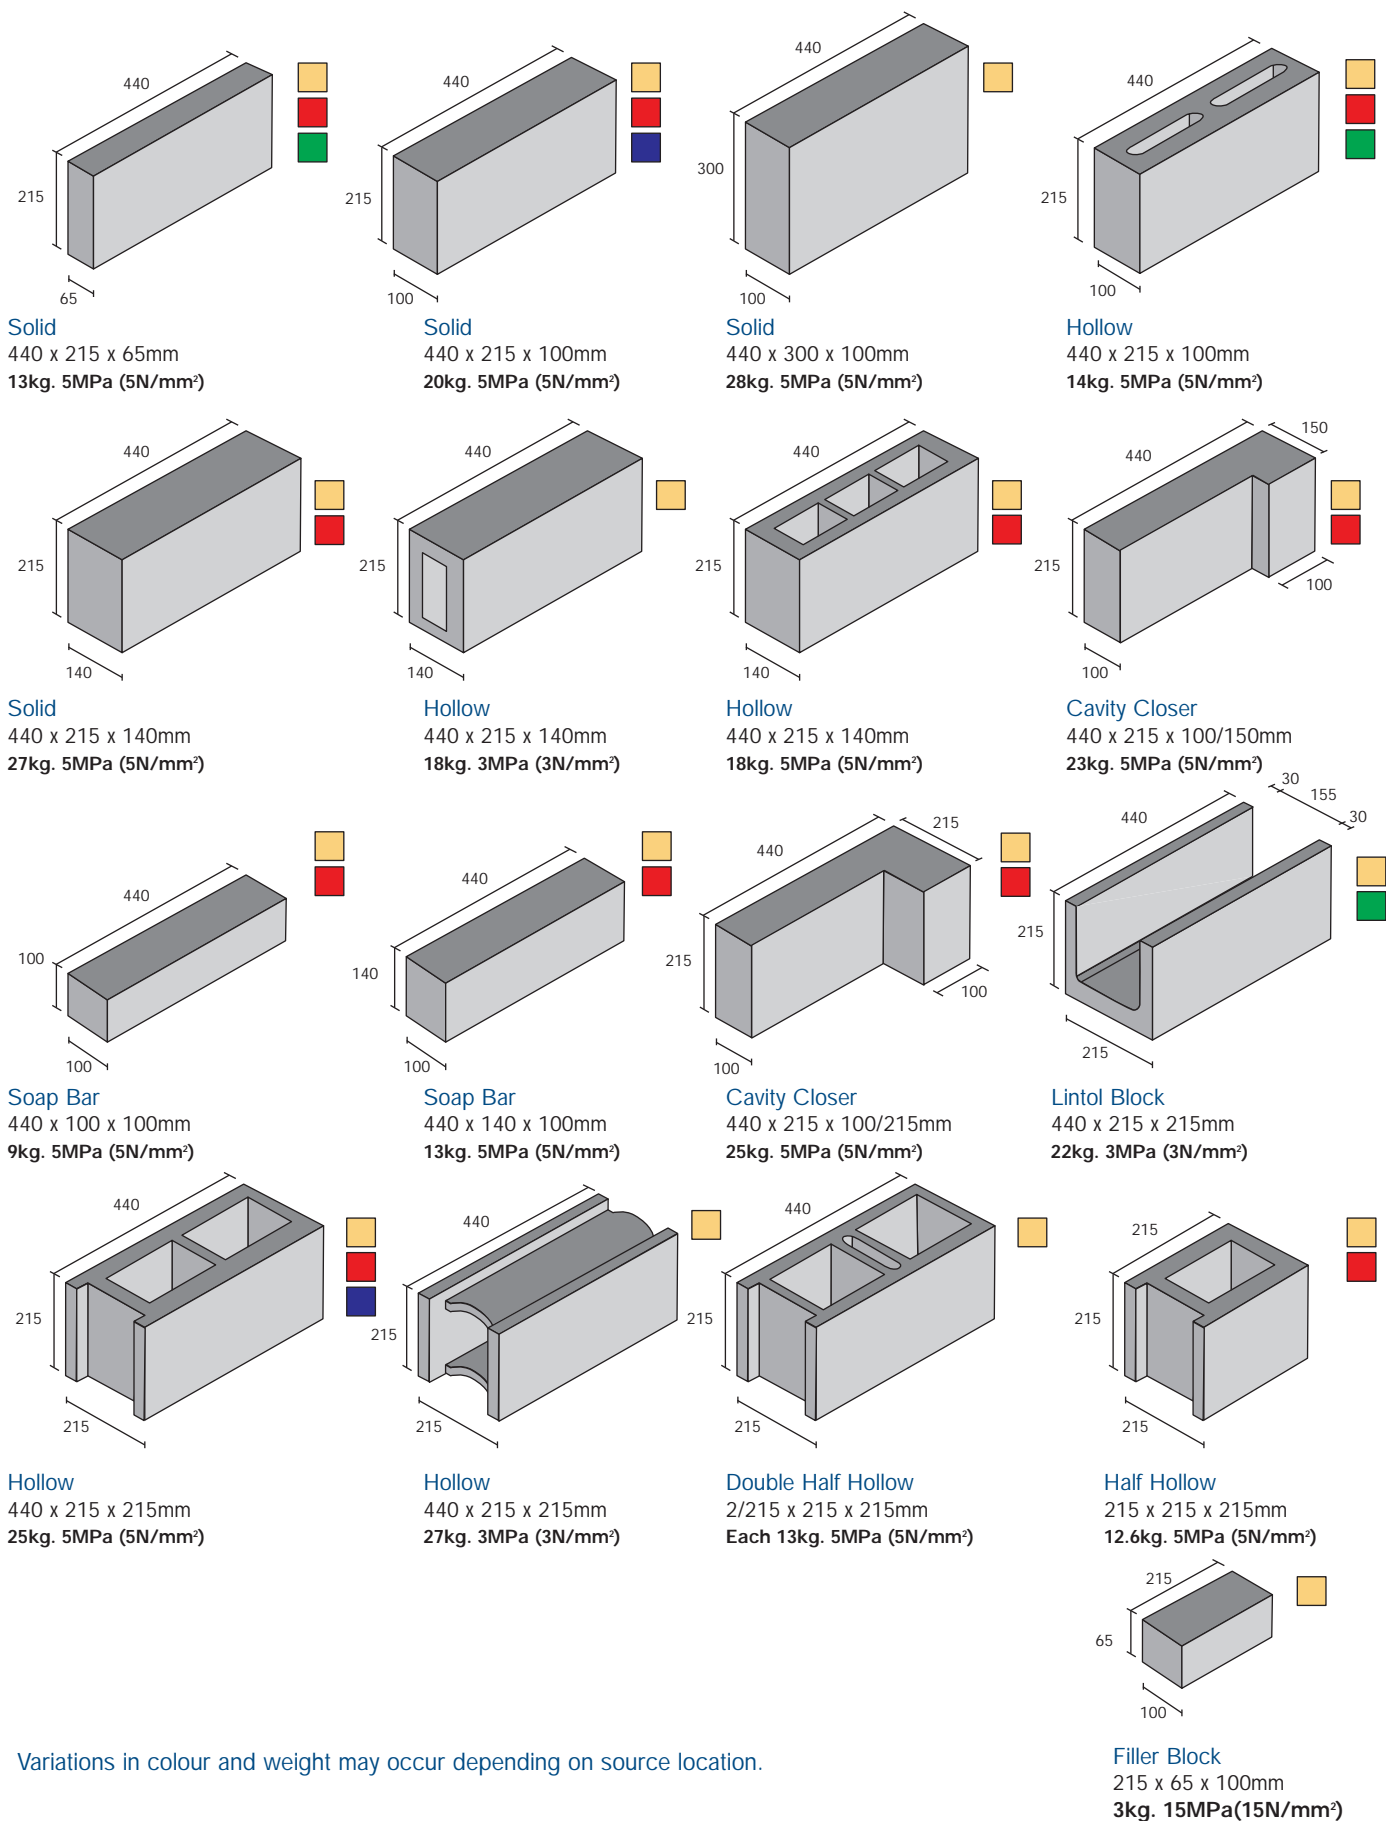 440
215
65
Solid
440 x 215 x 65mm
13kg. 5MPa (5N/mm²)
440
215
100
Solid
440 x 215 x 100mm
20kg. 5MPa (5N/mm²)
440
300
100
Solid
440 x 300 x 100mm
28kg. 5MPa (5N/mm²)
440
215
100
Hollow
440 x 215 x 100mm
14kg. 5MPa (5N/mm²)
440
215
140
Solid
440 x 215 x 140mm
27kg. 5MPa (5N/mm²)
440
215
140
Hollow
440 x 215 x 140mm
18kg. 3MPa (3N/mm²)
440
215
140
Hollow
440 x 215 x 140mm
18kg. 5MPa (5N/mm²)
440
150
215
100
100
Cavity Closer
440 x 215 x 100/150mm
23kg. 5MPa (5N/mm²)
440
100
100
Soap Bar
440 x 100 x 100mm
9kg. 5MPa (5N/mm²)
440
140
100
Soap Bar
440 x 140 x 100mm
13kg. 5MPa (5N/mm²)
440
215
215
100
100
Cavity Closer
440 x 215 x 100/215mm
25kg. 5MPa (5N/mm²)
30
155
30
440
215
215
Lintol Block
440 x 215 x 215mm
22kg. 3MPa (3N/mm²)
440
215
215
Hollow
440 x 215 x 215mm
25kg. 5MPa (5N/mm²)
440
215
215
Hollow
440 x 215 x 215mm
27kg. 3MPa (3N/mm²)
440
215
215
Double Half Hollow
2/215 x 215 x 215mm
Each 13kg. 5MPa (5N/mm²)
215
215
215
Half Hollow
215 x 215 x 215mm
12.6kg. 5MPa (5N/mm²)
215
65
100
Filler Block
215 x 65 x 100mm
3kg. 15MPa(15N/mm²)
Variations in colour and weight may occur depending on source location.